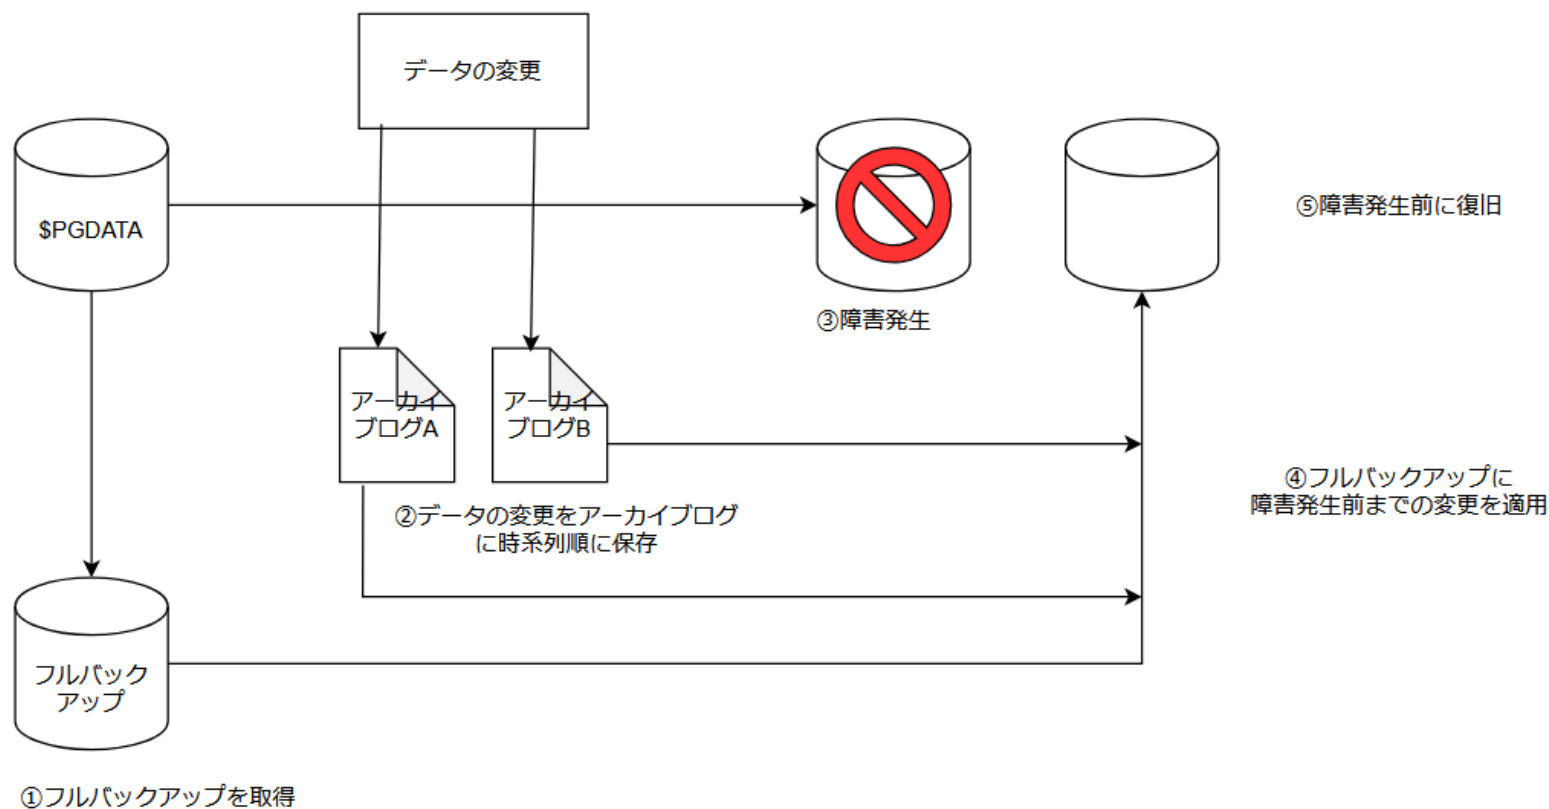 データの変更
$PGDATA
⑤障害発生前に復旧
③障害発生
アーカイ
ブログA
アーカイ
ブログB
④フルバックアップに
障害発生前までの変更を適用
②データの変更をアーカイブログ
に時系列順に保存
フルバック
アップ
①フルバックアップを取得